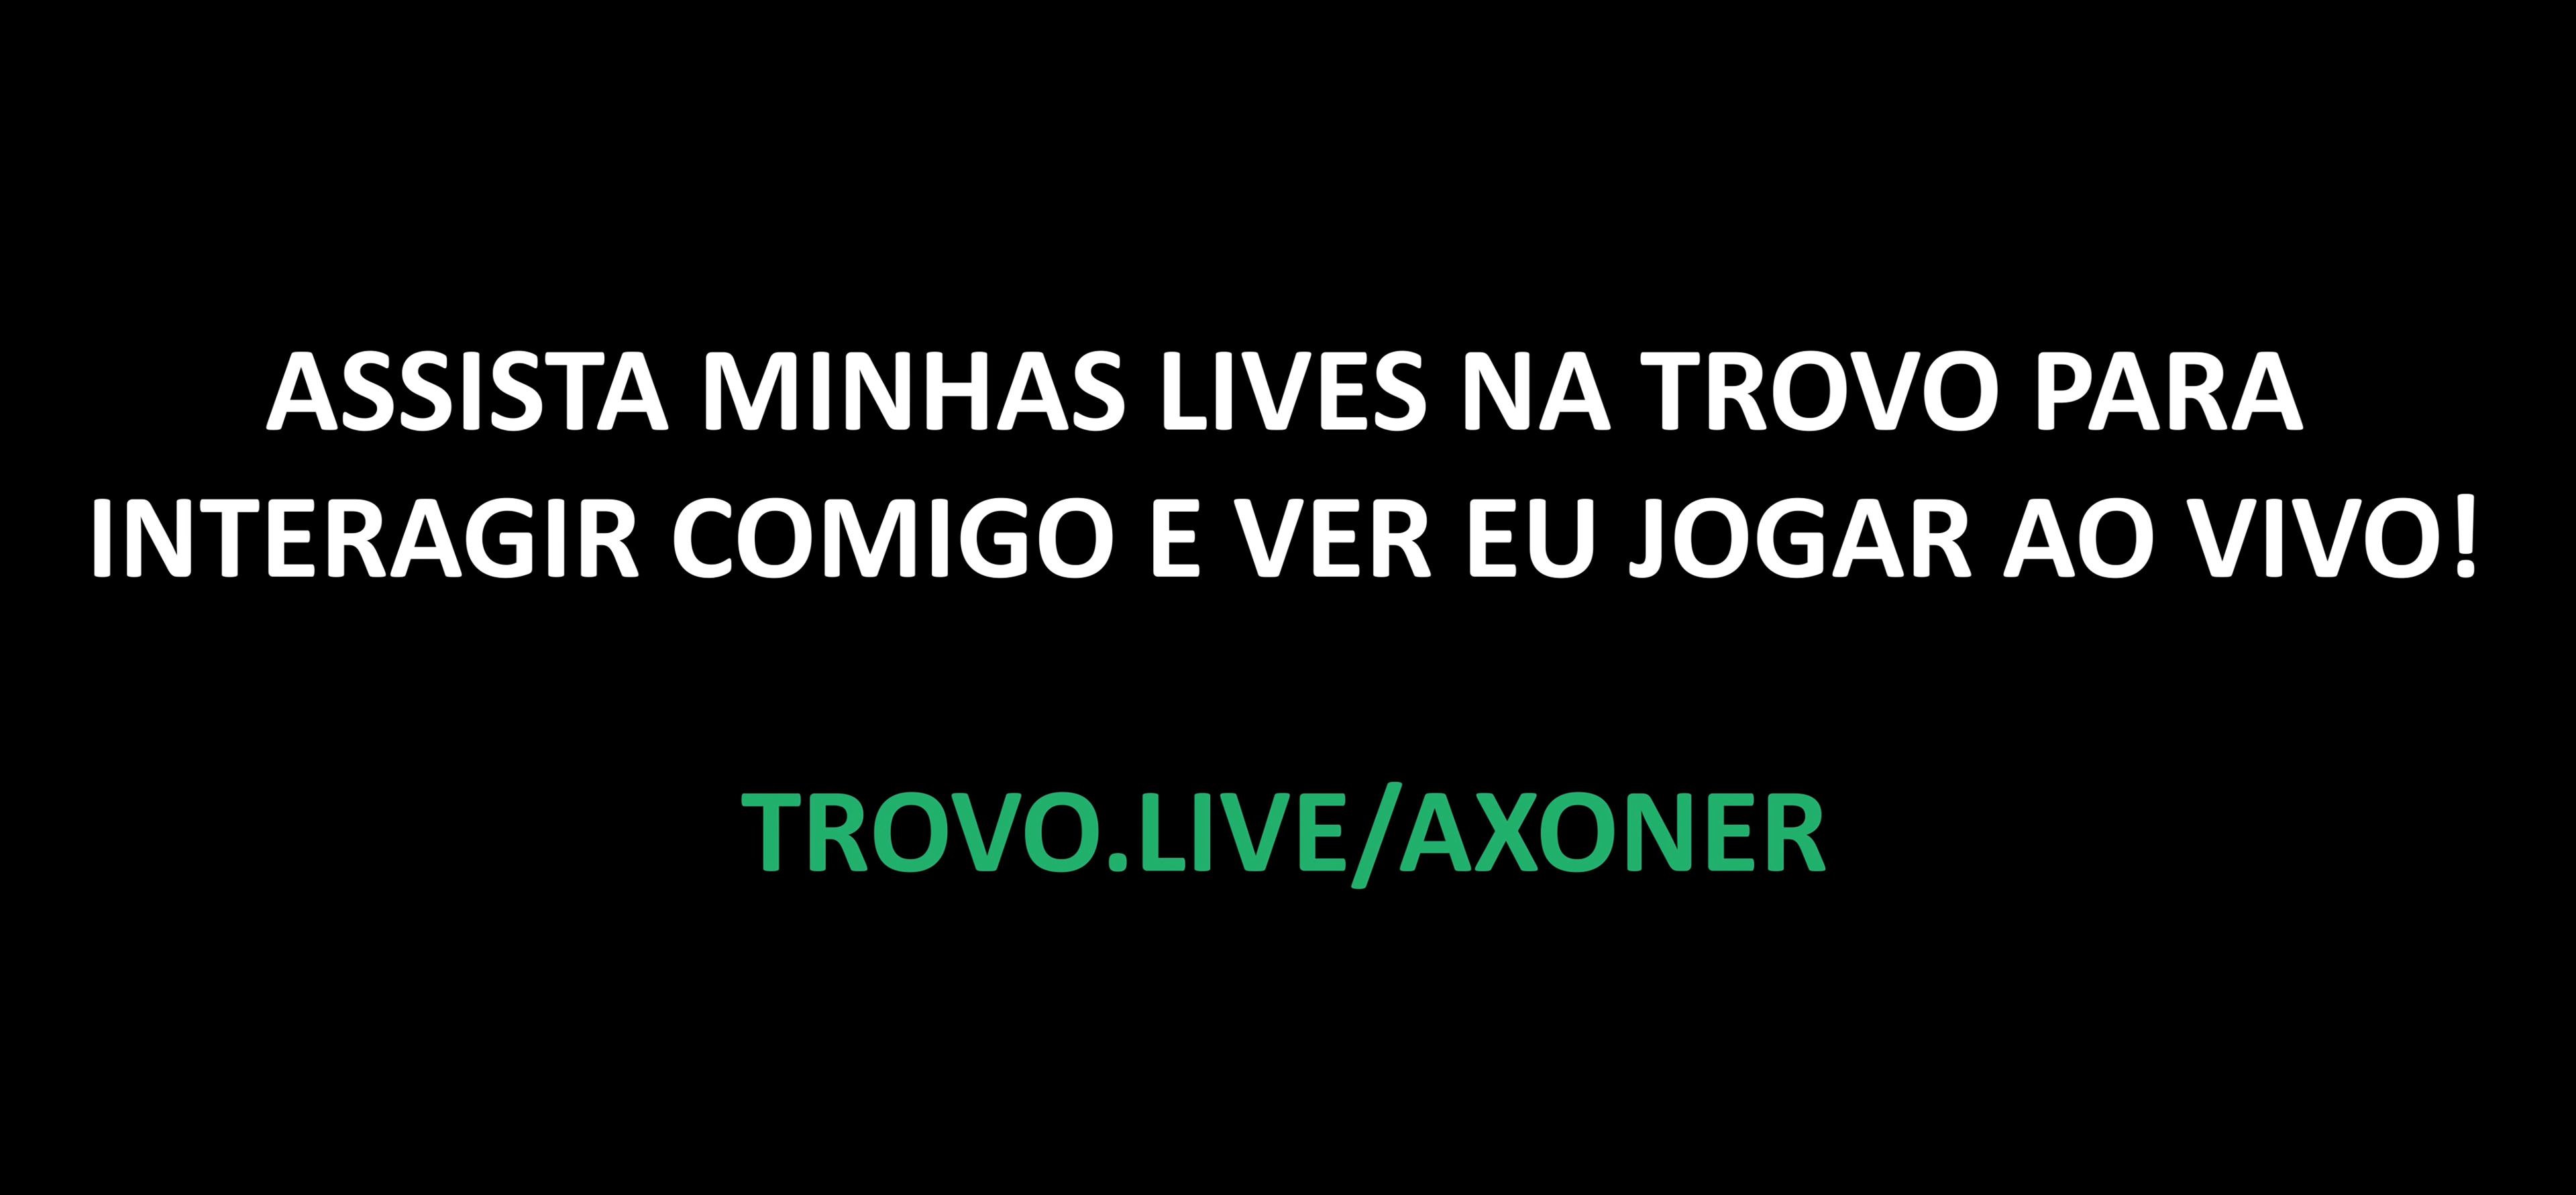 ASSISTA MINHAS LIVES NA TROVO PARA
INTERAGIR COMIGO E VER EU JOGAR AO VIVO!
TROVO.LIVE/AXONER